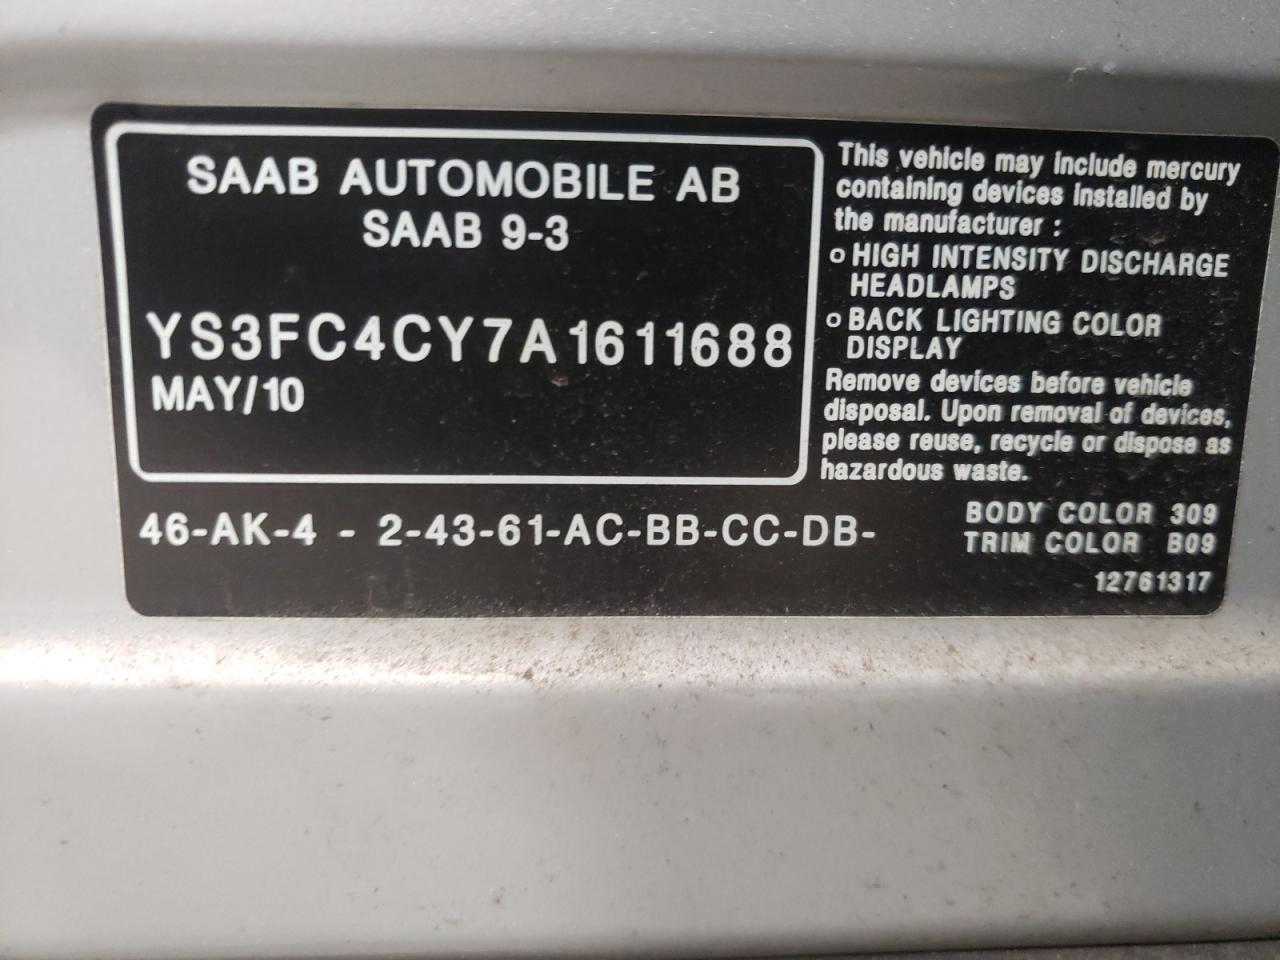 SAAB AUTOMOBILE AB
SAAB 9-3
YS3FC4CY7A1611688
MAY/10
This vehicle may include mercury
containing devices installed by
the manufacturer :
o HIGH INTENSITY DISCHARGE
HEADLAMPS
o BACK LIGHTING COLOR
DISPLAY
Remove devices before vehicle
disposal. Upon removal of devices,
please reuse, recycle or dispose as
hazardous waste.
46-AK-4 - 2-43-61-AC-BB-CC-DB-
BODY COLOR 309
TRIM COLOR B09
12761317